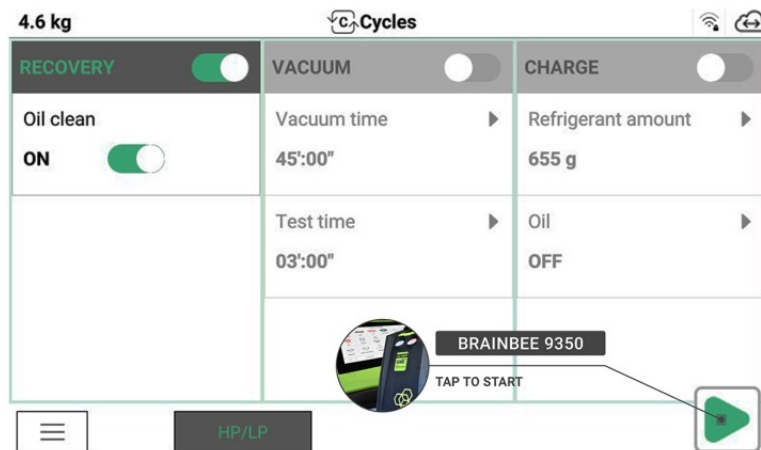 4.6 kg
Cycles
RECOVERY
Oil clean
ON
VACUUM
Vacuum time
45':00"
Test time
03':00"
CHARGE
Refrigerant amount
655 g
Oil
OFF
BRAINBEE 9350
TAP TO START
HP/LP